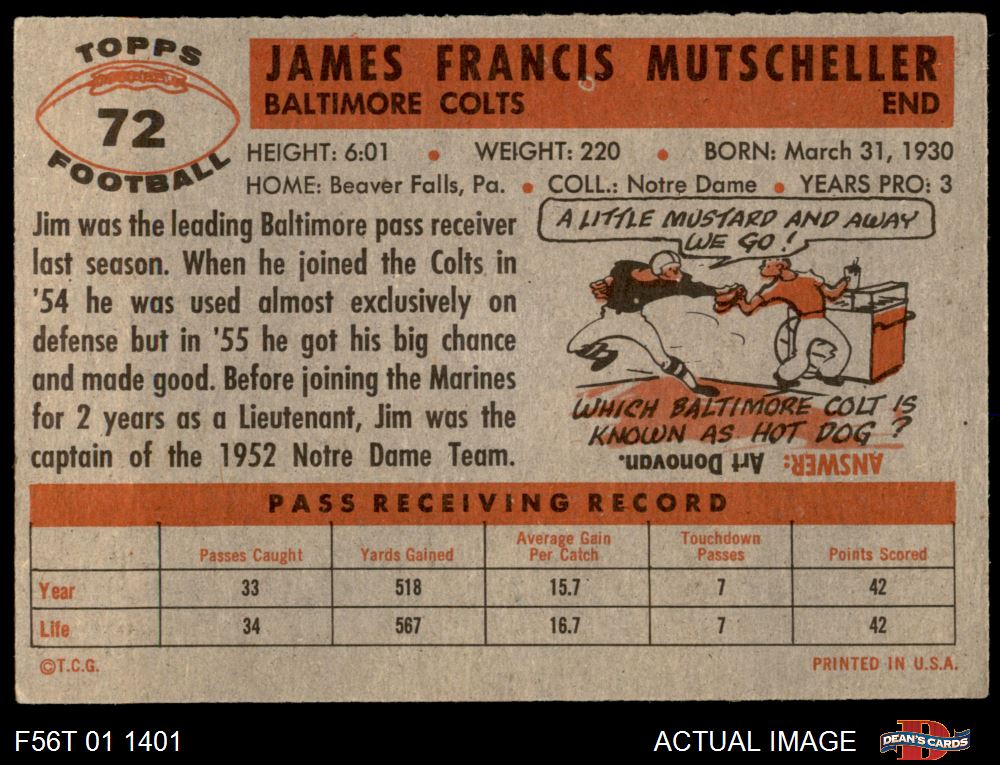 TOPPS
72
FOOTBALL
JAMES FRANCIS MUTSCHELLER
BALTIMORE COLTS END
HEIGHT: 6:01 • WEIGHT: 220 • BORN: March 31, 1930
HOME: Beaver Falls, Pa. • COLL.: Notre Dame • YEARS PRO: 3
Jim was the leading Baltimore pass receiver
last season. When he joined the Colts in
'54 he was used almost exclusively on
defense but in '55 he got his big chance
and made good. Before joining the Marines
for 2 years as a Lieutenant, Jim was the
captain of the 1952 Notre Dame Team.
A LITTLE MUSTARD AND AWAY
WE GO!
WHICH BALTIMORE COLT IS
KNOWN AS HOT DOG?
ANSWER: Art Donovan.
PASS RECEIVING RECORD
Passes Caught Yards Gained Average Gain Per Catch Touchdown Passes Points Scored
Year 33 518 15.7 7 42
Life 34 567 16.7 7 42
©T.C.G. PRINTED IN U.S.A.
F56T 01 1401 ACTUAL IMAGE DEAN'S CARDS